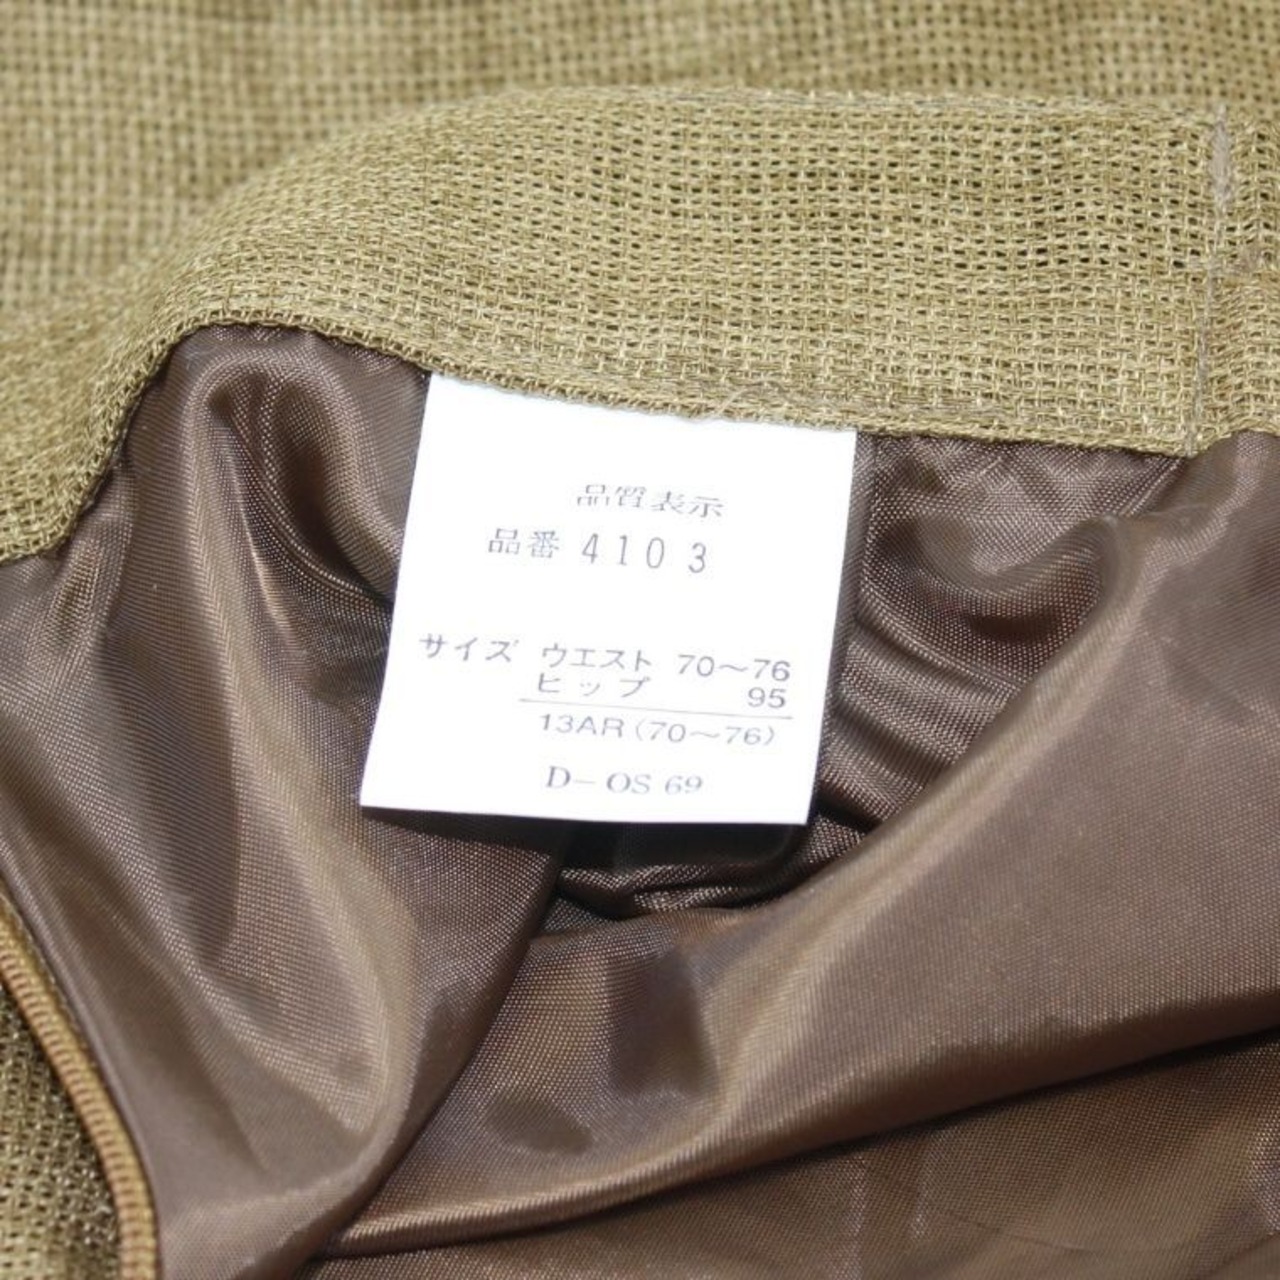 品質表示
品番 4103
サイズ ウエスト 70～76
ヒップ 95
13AR(70～76)
D－OS 69